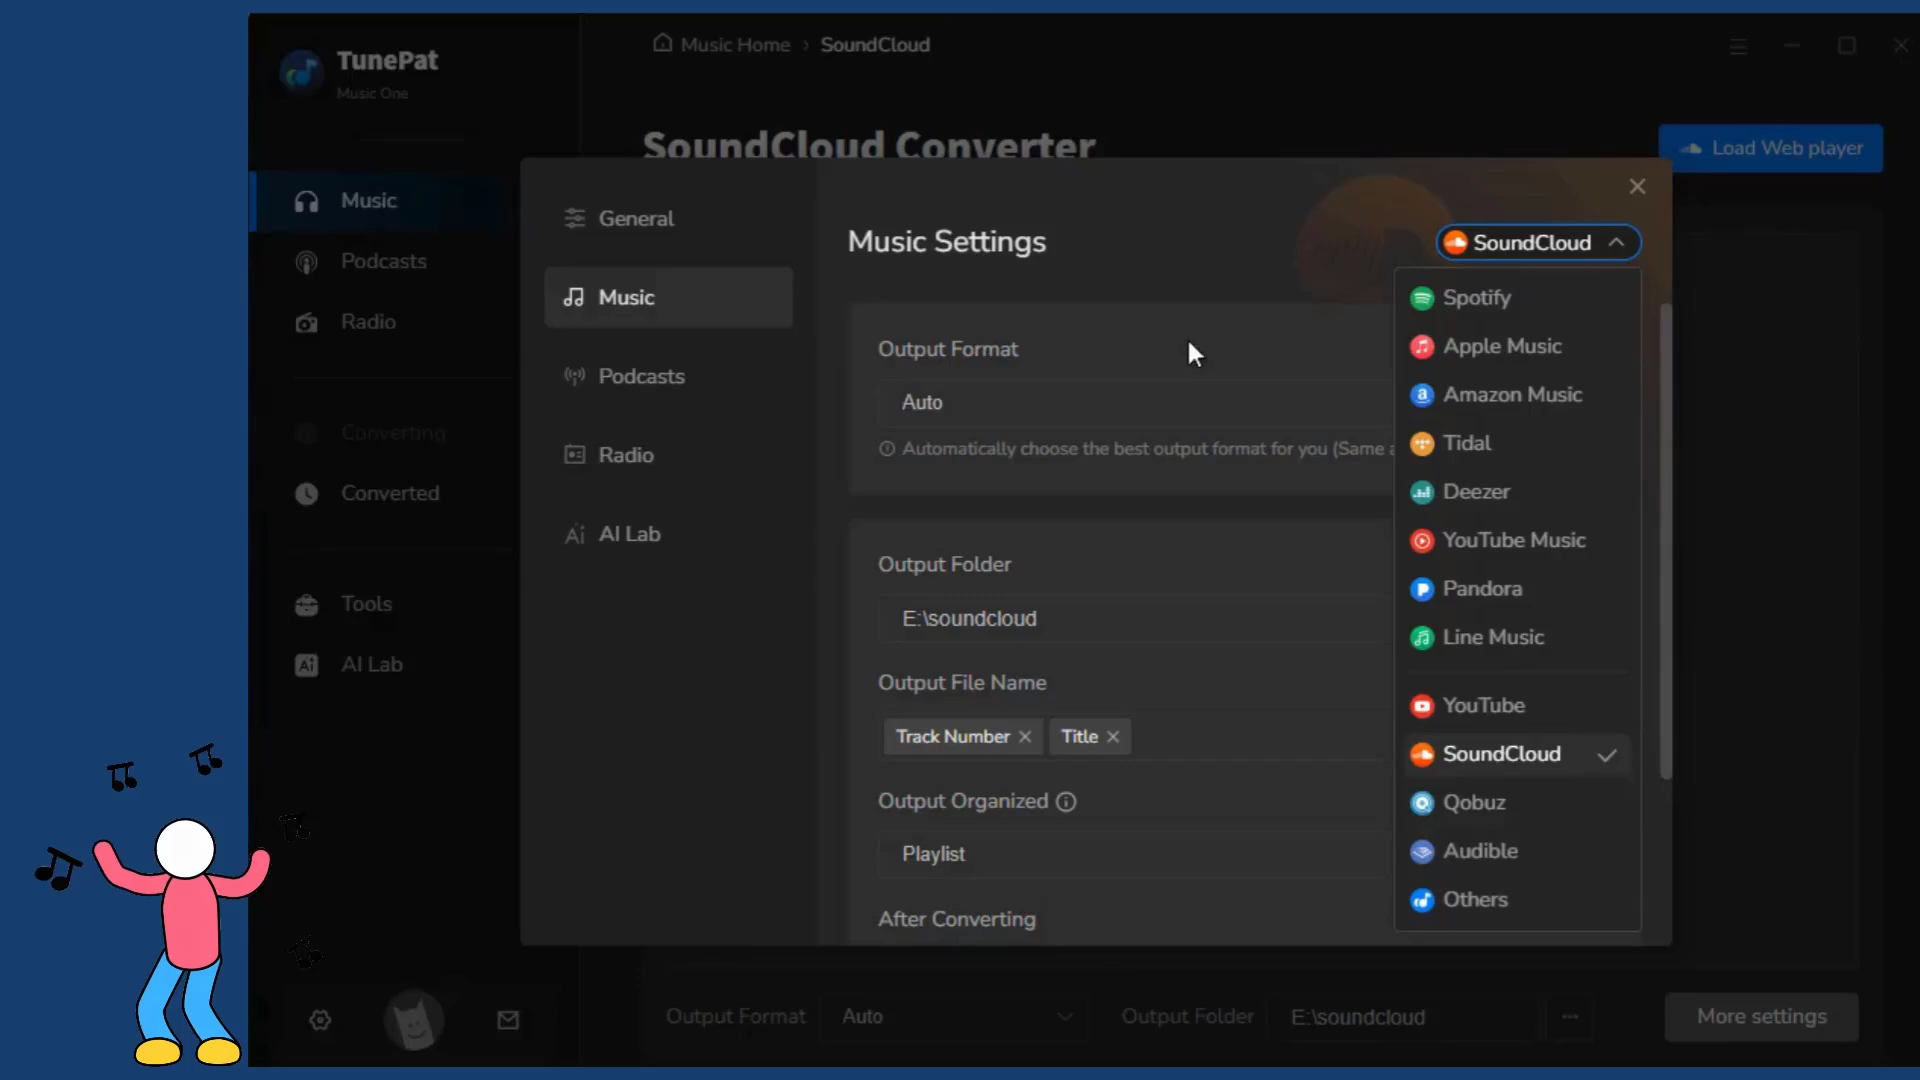 TunePat
Music One
Music Home › SoundCloud
SoundCloud Converter
Load Web player
Music
Podcasts
Radio
Converting
Converted
Tools
AI Lab
General
Music
Podcasts
Radio
AI Lab
Music Settings
SoundCloud
Output Format
Auto
Automatically choose the best output format for you (Same
Output Folder
E:\soundcloud
Output File Name
Track Number Title
Output Organized
Playlist
After Converting
Spotify
Apple Music
Amazon Music
Tidal
Deezer
YouTube Music
Pandora
Line Music
YouTube
SoundCloud
Qobuz
Audible
Others
Output Format Auto Output Folder E:\soundcloud ... More settings